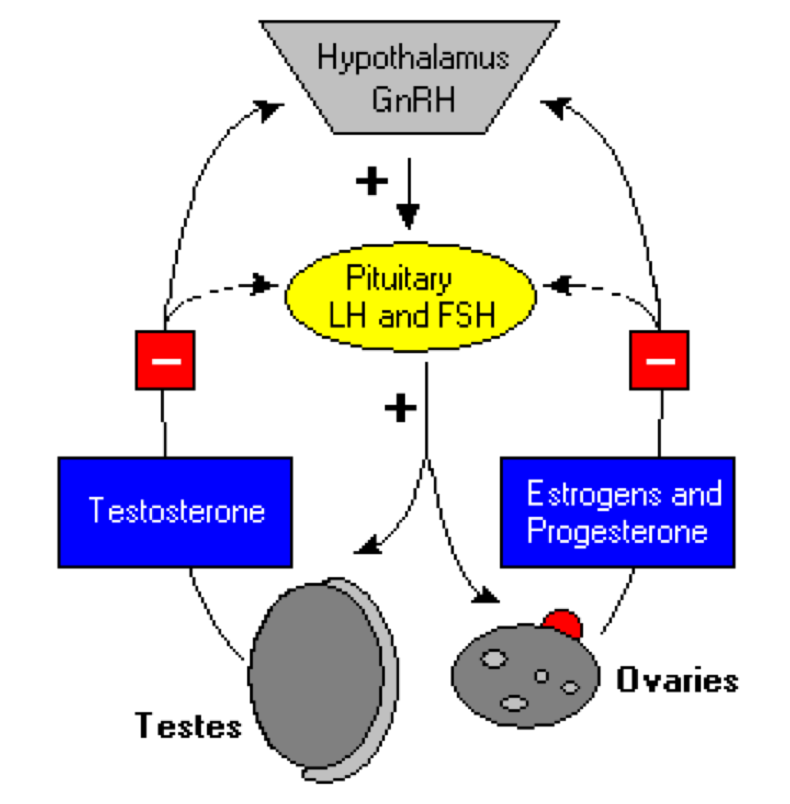 Hypothalamus
GnRH
+
Pituitary
LH and FSH
−
−
+
Testosterone
Estrogens and
Progesterone
Ovaries
Testes